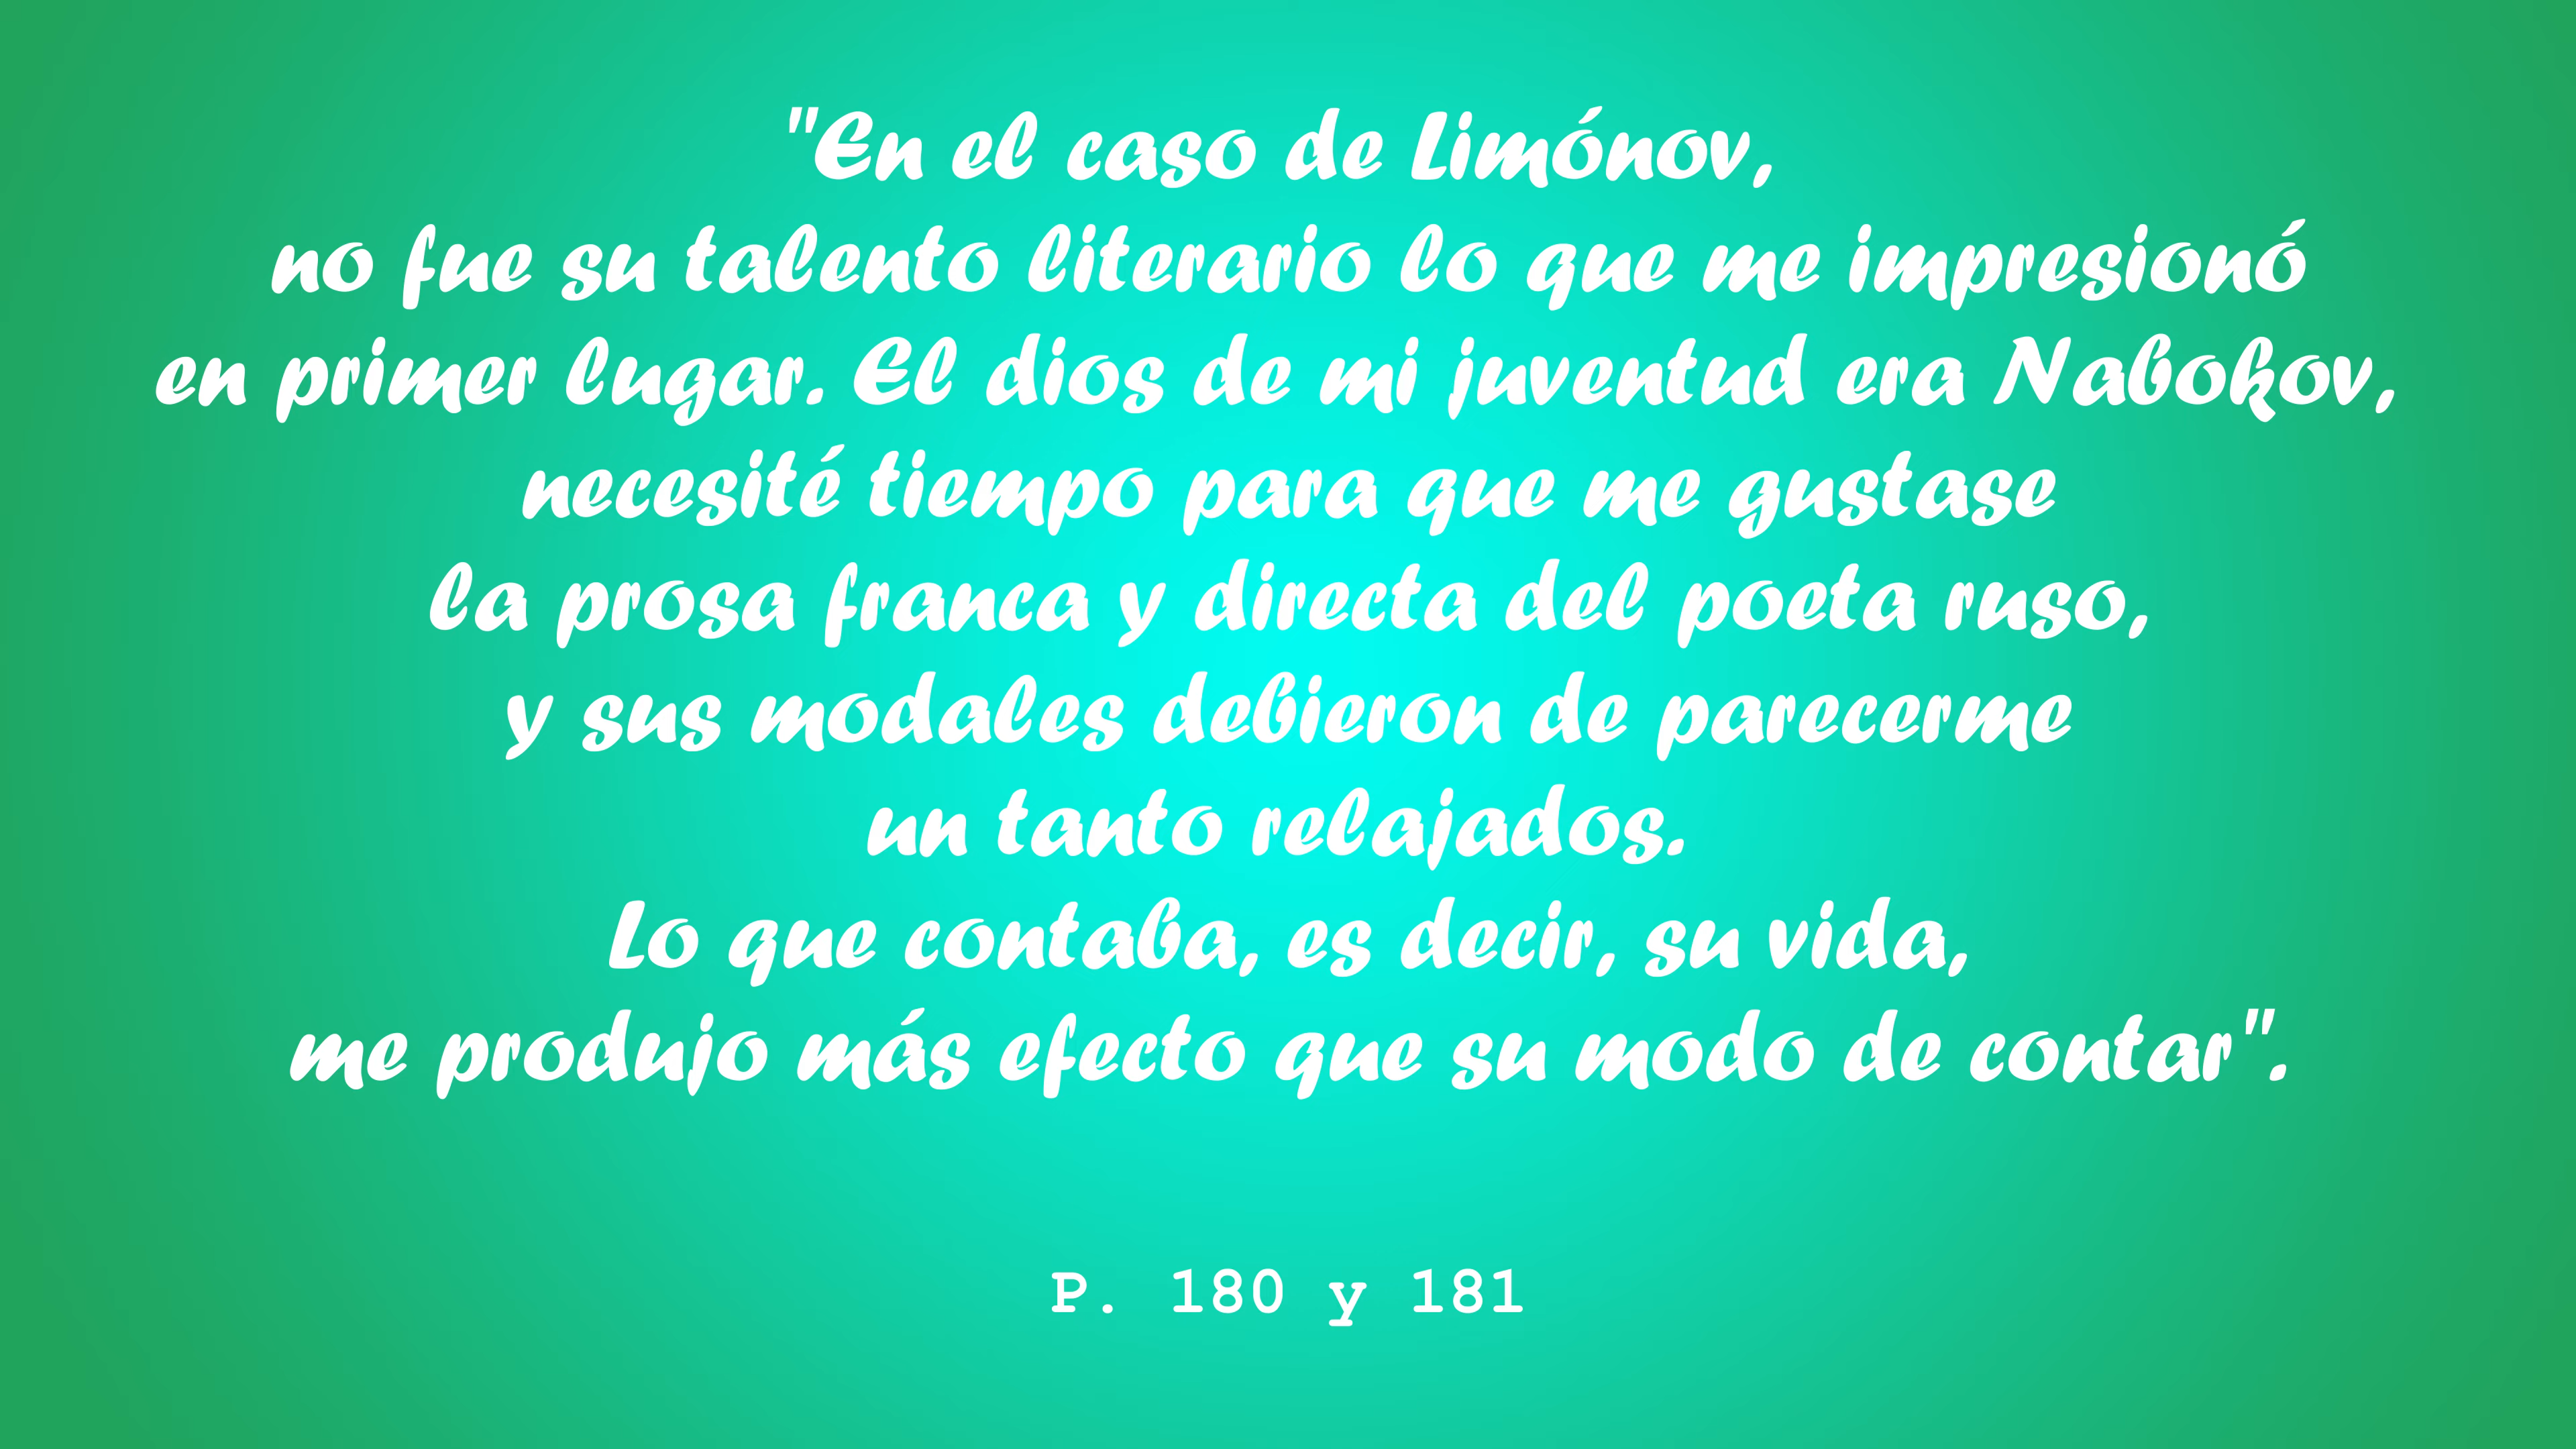 "En el caso de Limónov,
no fue su talento literario lo que me impresionó
en primer lugar. El dios de mi juventud era Nabokov,
necesité tiempo para que me gustase
la prosa franca y directa del poeta ruso,
y sus modales debieron de parecerme
un tanto relajados.
Lo que contaba, es decir, su vida,
me produjo más efecto que su modo de contar".
P. 180 y 181